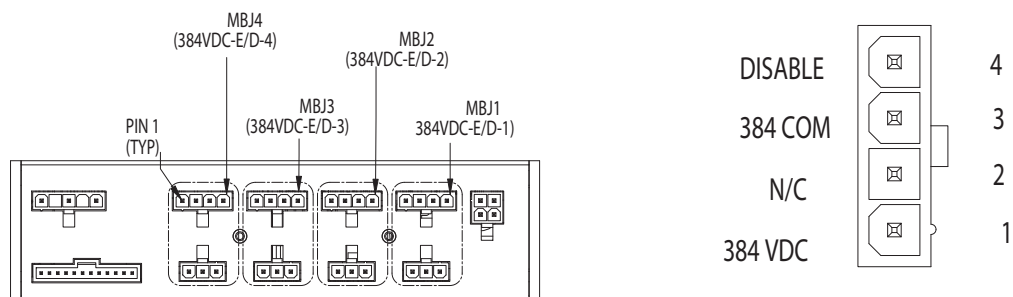 MBJ4
(384VDC-E/D-4)
MBJ2
(384VDC-E/D-2)
MBJ3
(384VDC-E/D-3)
MBJ1
384VDC-E/D-1)
PIN 1
(TYP)
DISABLE 4
384 COM 3
N/C 2
384 VDC 1